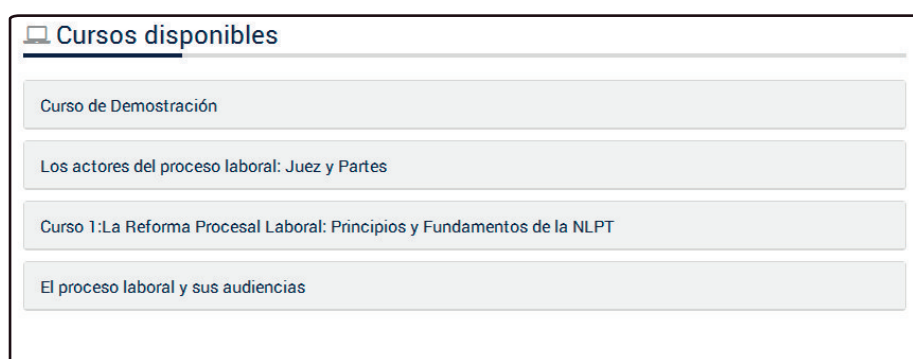 Cursos disponibles
Curso de Demostración
Los actores del proceso laboral: Juez y Partes
Curso 1:La Reforma Procesal Laboral: Principios y Fundamentos de la NLPT
El proceso laboral y sus audiencias